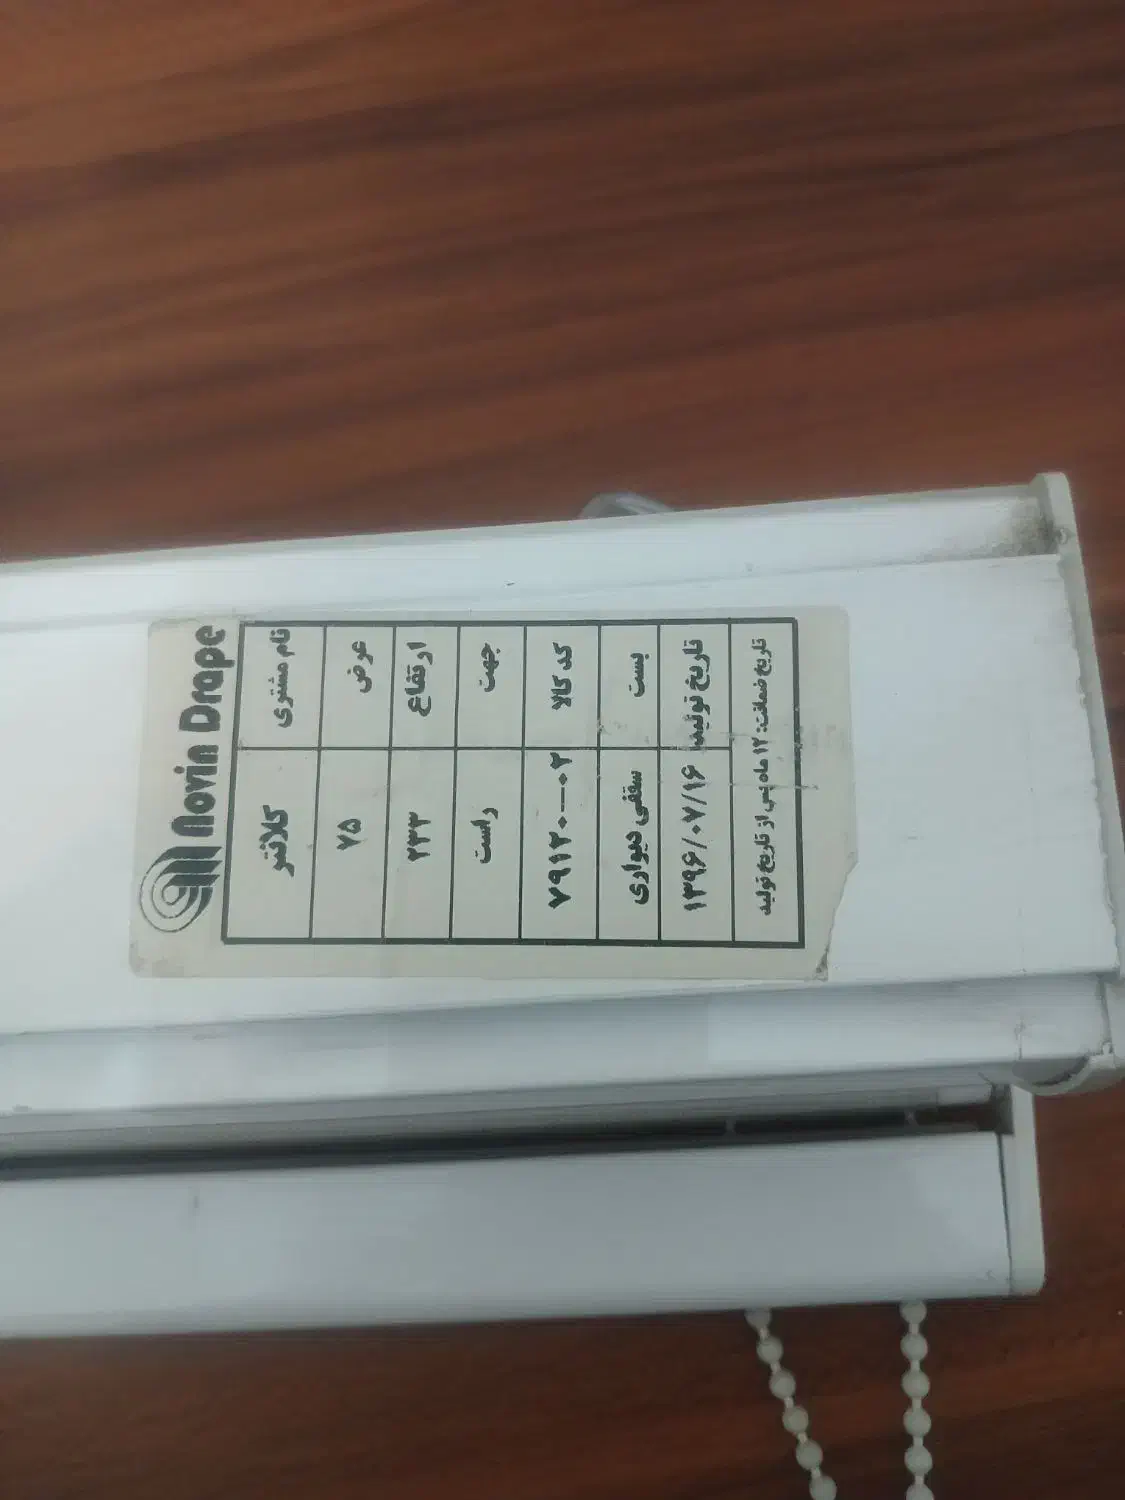 Novin Drape
نام مشتری کلانتر
عرض ۷۵
ارتفاع ۲۳۳
جهت راست
کد کالا ۷۹۱۲۰-۰۲
بست سقفی دیواری
تاریخ تولید ۱۳۹۶/۰۷/۱۶
تاریخ ضمانت: ۱۲ ماه پس از تاریخ تولید